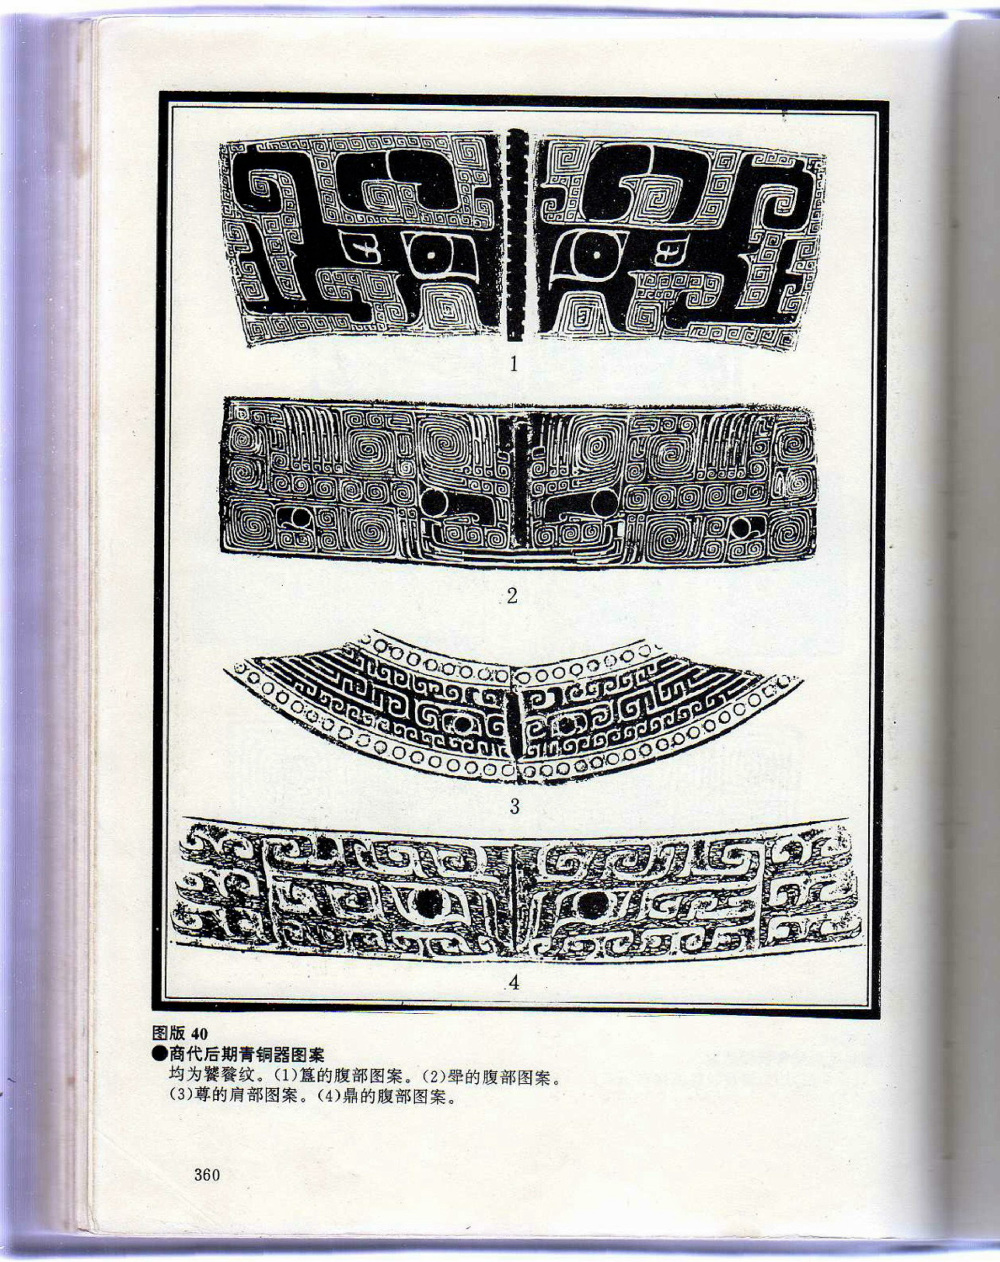 1
2
3
4
图版 40
●商代后期青铜器图案
均为饕餮纹。(1)簋的腹部图案。(2)斝的腹部图案。
(3)尊的肩部图案。(4)鼎的腹部图案。
360